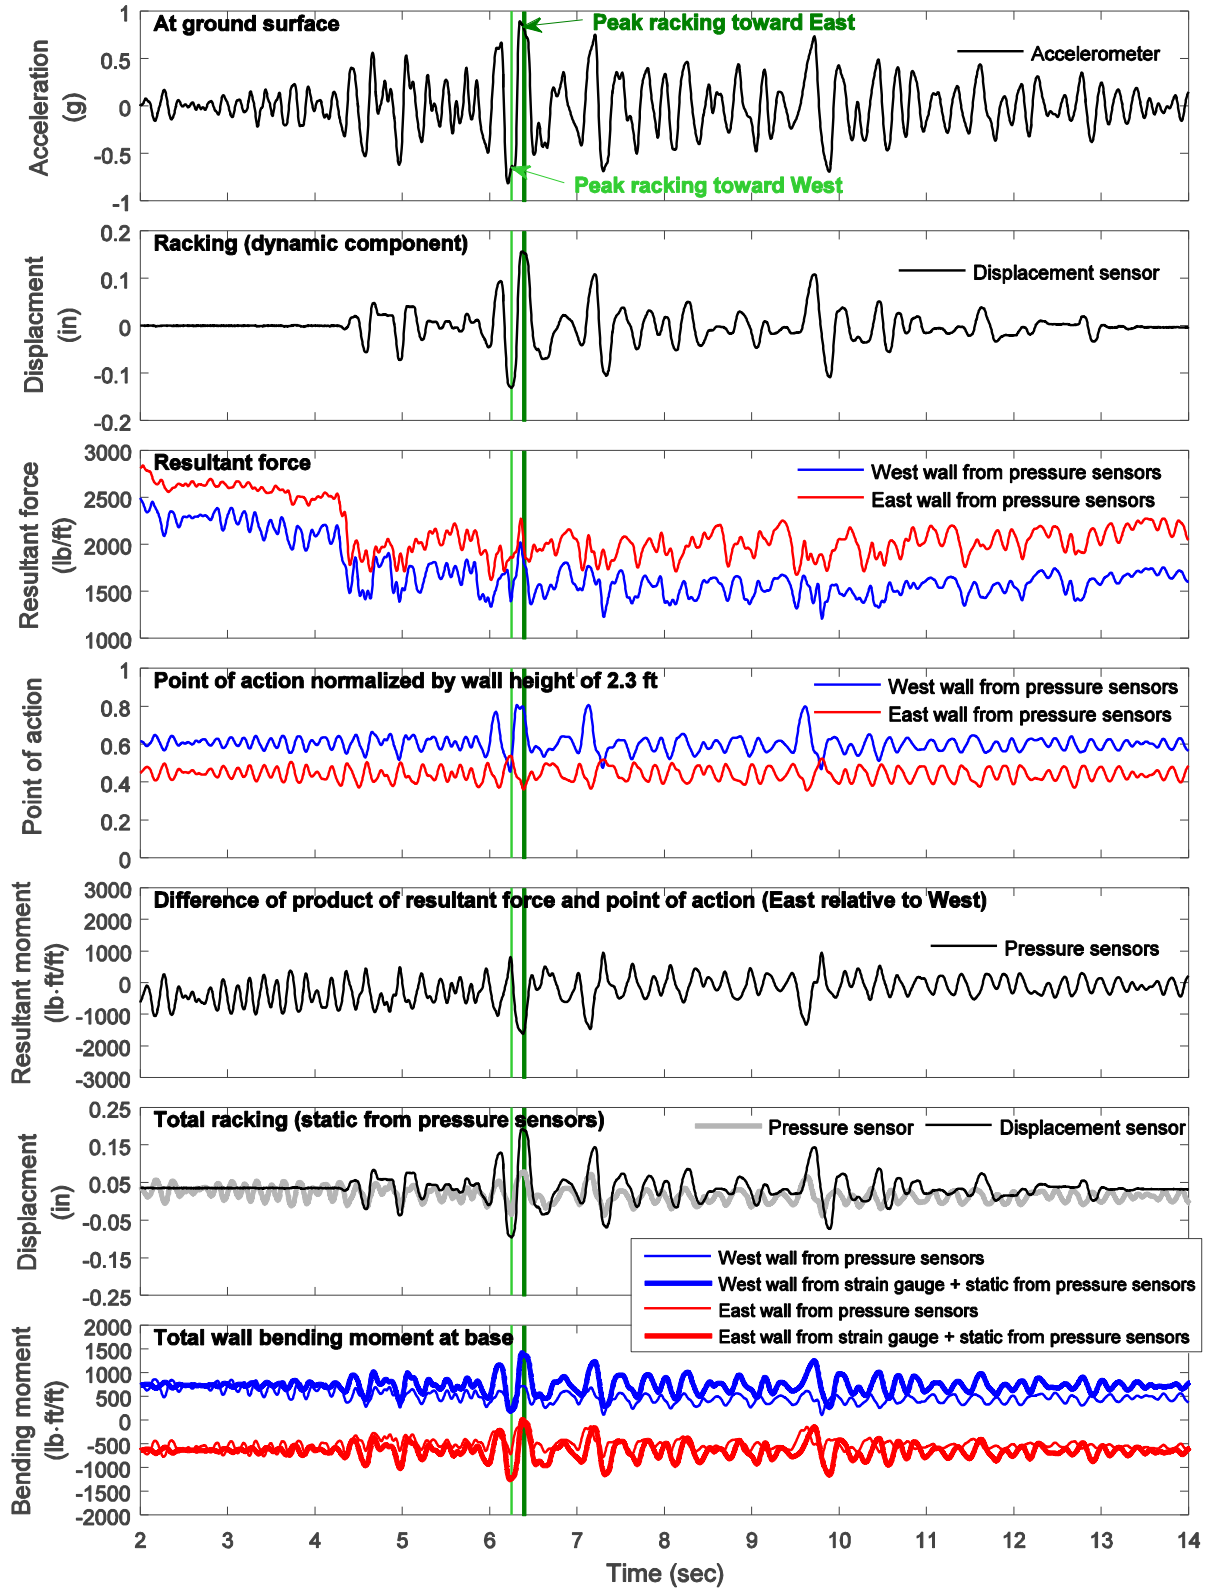 At ground surface
Peak racking toward East
Accelerometer
Peak racking toward West
Acceleration
(g)
1
0.5
0
-0.5
-1
Racking (dynamic component)
Displacement sensor
Displacment
(in)
0.2
0.1
0
-0.1
-0.2
Resultant force
West wall from pressure sensors
East wall from pressure sensors
Resultant force
(lb/ft)
3000
2500
2000
1500
1000
Point of action normalized by wall height of 2.3 ft
West wall from pressure sensors
East wall from pressure sensors
Point of action
1
0.8
0.6
0.4
0.2
0
Difference of product of resultant force and point of action (East relative to West)
Pressure sensors
Resultant moment
(lb·ft/ft)
3000
2000
1000
0
-1000
-2000
-3000
Total racking (static from pressure sensors)
Pressure sensor
Displacement sensor
Displacment
(in)
0.25
0.15
0.05
-0.05
-0.15
-0.25
West wall from pressure sensors
West wall from strain gauge + static from pressure sensors
East wall from pressure sensors
East wall from strain gauge + static from pressure sensors
Total wall bending moment at base
Bending moment
(lb·ft/ft)
2000
1500
1000
500
0
-500
-1000
-1500
-2000
2 3 4 5 6 7 8 9 10 11 12 13 14
Time (sec)